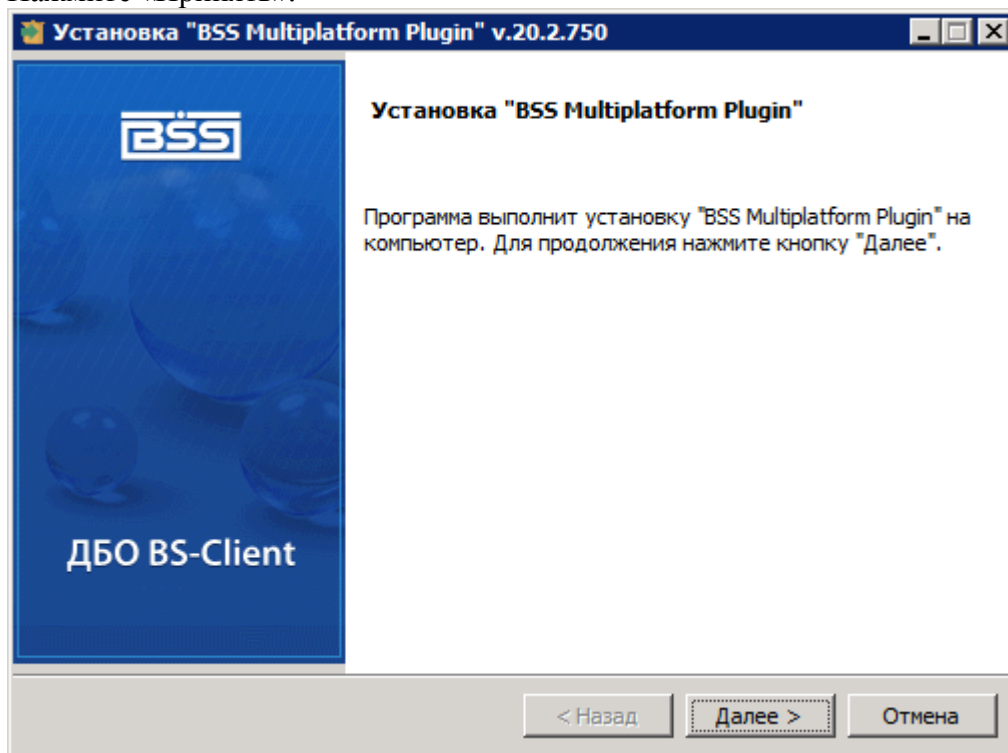 Установка "BSS Multiplatform Plugin" v.20.2.750
BSS
Установка "BSS Multiplatform Plugin"
Программа выполнит установку "BSS Multiplatform Plugin" на
компьютер. Для продолжения нажмите кнопку "Далее".
ДБО BS-Client
< Назад
Далее >
Отмена